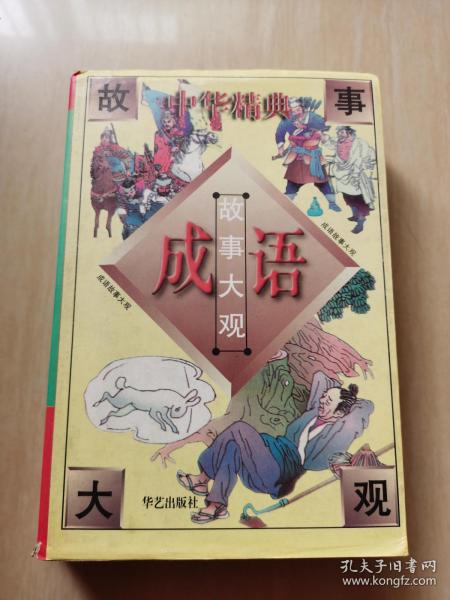 故
中华精典
事
成语
故事大观
成语故事大观
成语故事大观
大
华艺出版社
观
孔夫子旧书网
www.kongfz.com